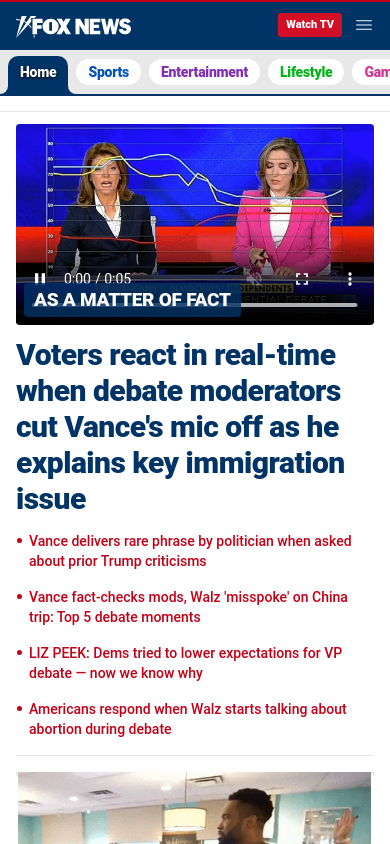 FOX NEWS
Watch TV
Home
Sports
Entertainment
Lifestyle
Gam
0:00 / 0:05
AS A MATTER OF FACT
Voters react in real-time
when debate moderators
cut Vance's mic off as he
explains key immigration
issue
• Vance delivers rare phrase by politician when asked
about prior Trump criticisms
• Vance fact-checks mods, Walz 'misspoke' on China
trip: Top 5 debate moments
• LIZ PEEK: Dems tried to lower expectations for VP
debate — now we know why
• Americans respond when Walz starts talking about
abortion during debate